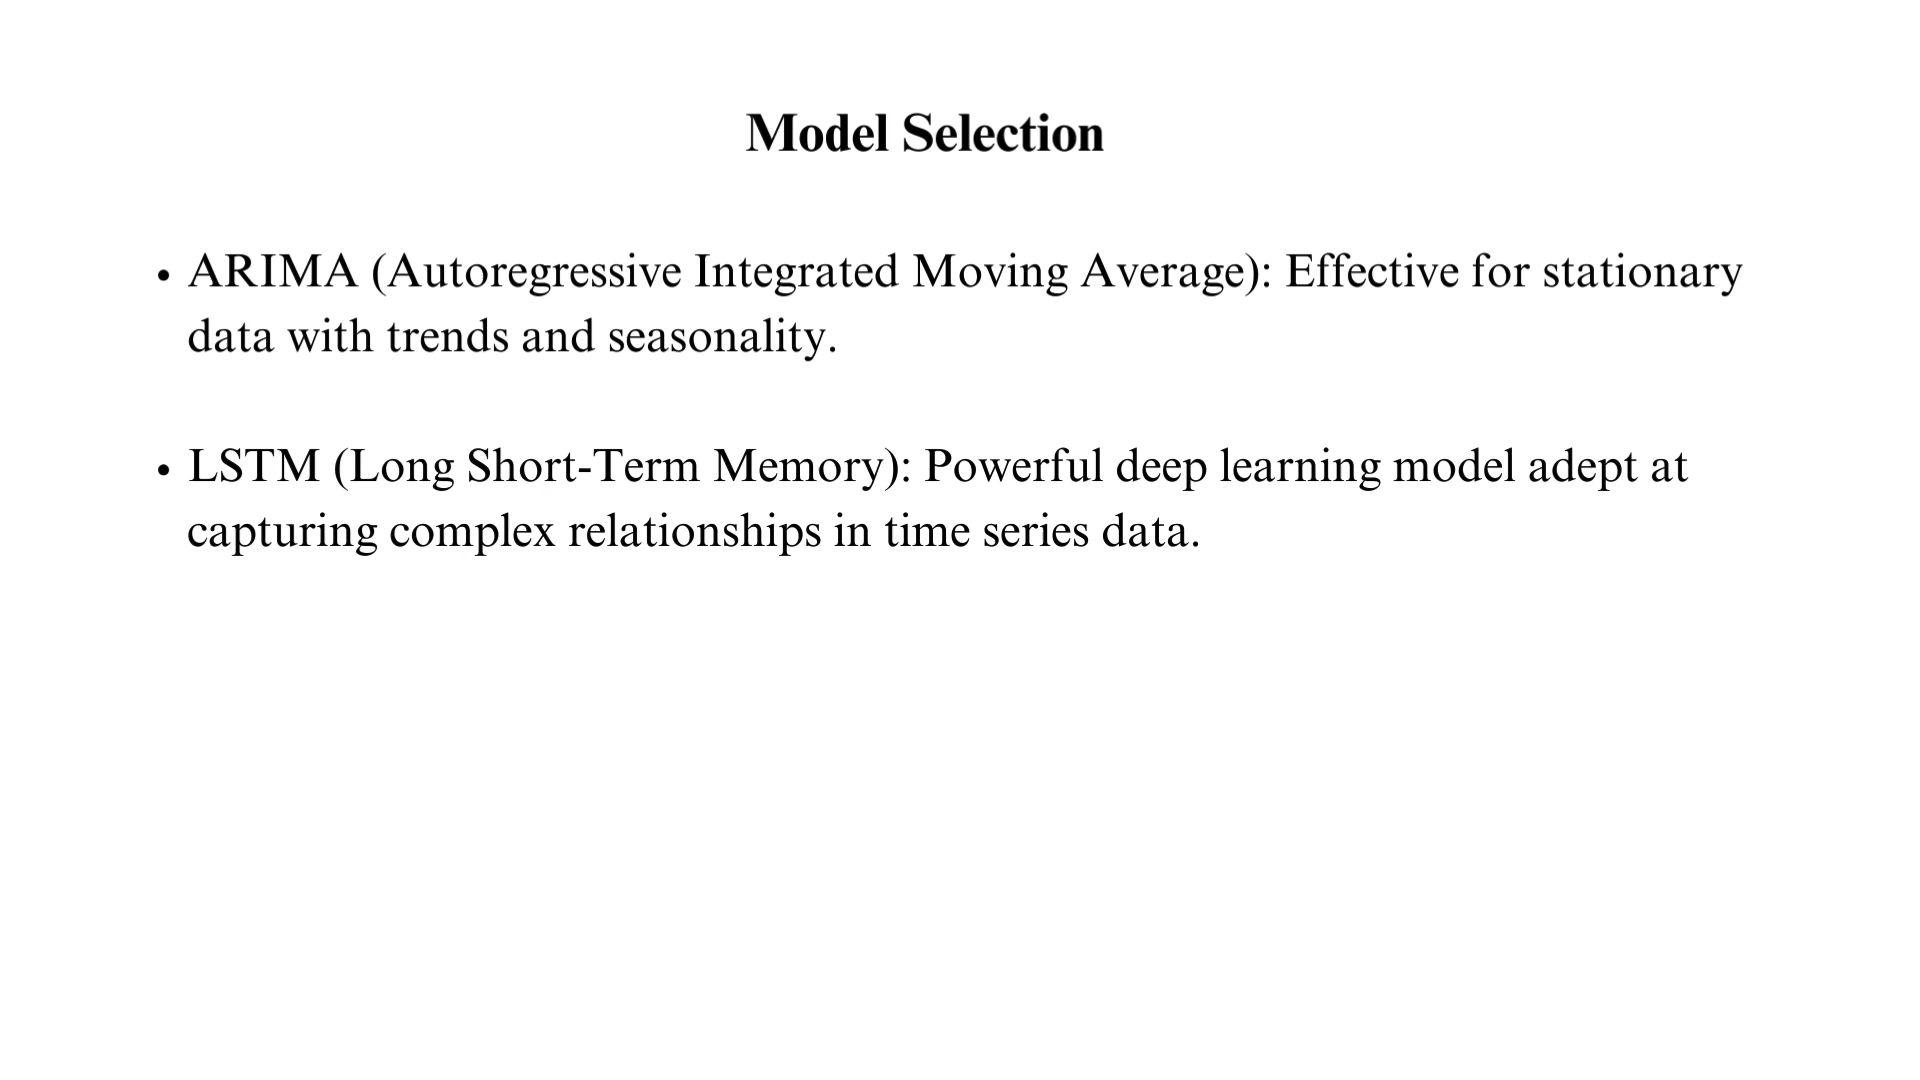 Model Selection
• ARIMA (Autoregressive Integrated Moving Average): Effective for stationary
data with trends and seasonality.
• LSTM (Long Short-Term Memory): Powerful deep learning model adept at
capturing complex relationships in time series data.